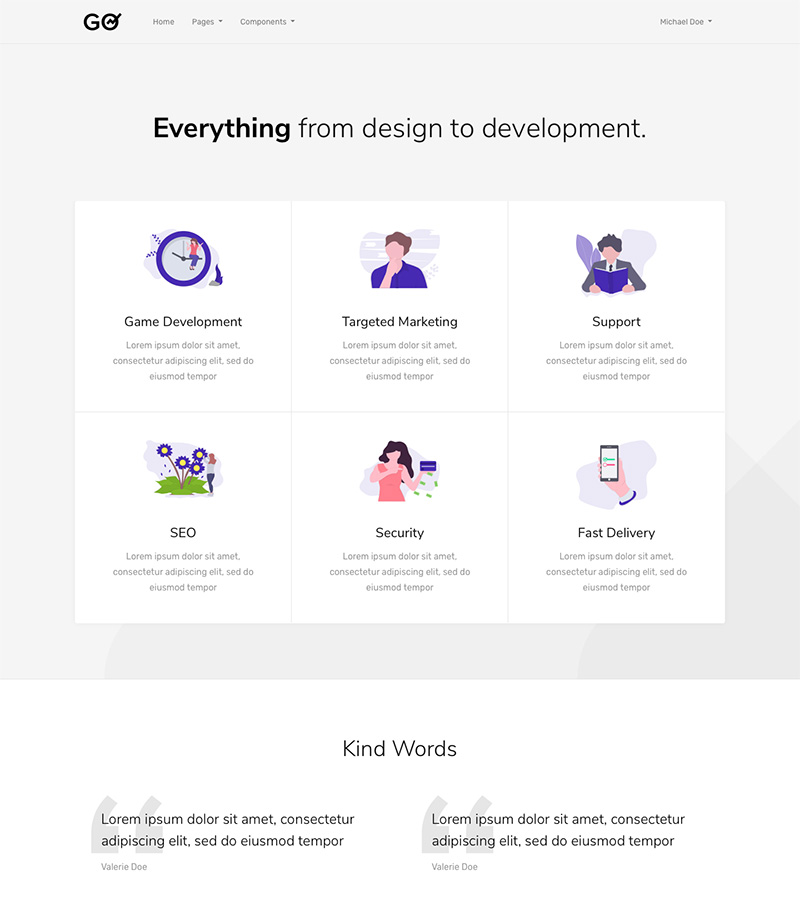 GO
Home Pages Components Michael Doe
Everything from design to development.
Game Development
Lorem ipsum dolor sit amet,
consectetur adipiscing elit, sed do
eiusmod tempor
Targeted Marketing
Lorem ipsum dolor sit amet,
consectetur adipiscing elit, sed do
eiusmod tempor
Support
Lorem ipsum dolor sit amet,
consectetur adipiscing elit, sed do
eiusmod tempor
SEO
Lorem ipsum dolor sit amet,
consectetur adipiscing elit, sed do
eiusmod tempor
Security
Lorem ipsum dolor sit amet,
consectetur adipiscing elit, sed do
eiusmod tempor
Fast Delivery
Lorem ipsum dolor sit amet,
consectetur adipiscing elit, sed do
eiusmod tempor
Kind Words
“
Lorem ipsum dolor sit amet, consectetur
adipiscing elit, sed do eiusmod tempor
Valerie Doe
“
Lorem ipsum dolor sit amet, consectetur
adipiscing elit, sed do eiusmod tempor
Valerie Doe